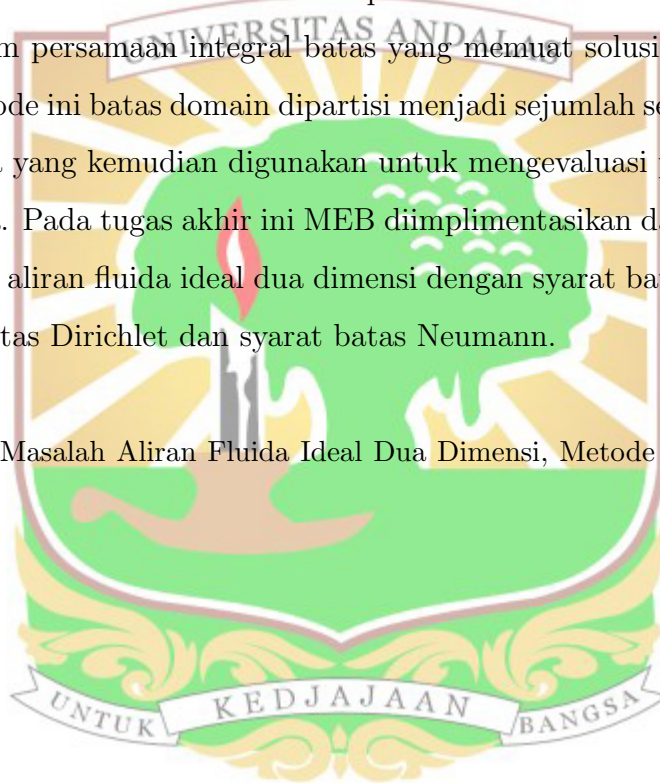 UNIVERSITAS ANDALAS
m persamaan integral batas yang memuat solusi
ode ini batas domain dipartisi menjadi sejumlah se
yang kemudian digunakan untuk mengevaluasi p
. Pada tugas akhir ini MEB diimplimentasikan da
aliran fluida ideal dua dimensi dengan syarat ba
tas Dirichlet dan syarat batas Neumann.
Masalah Aliran Fluida Ideal Dua Dimensi, Metode
UNTUK KEDJAJAAN BANGSA